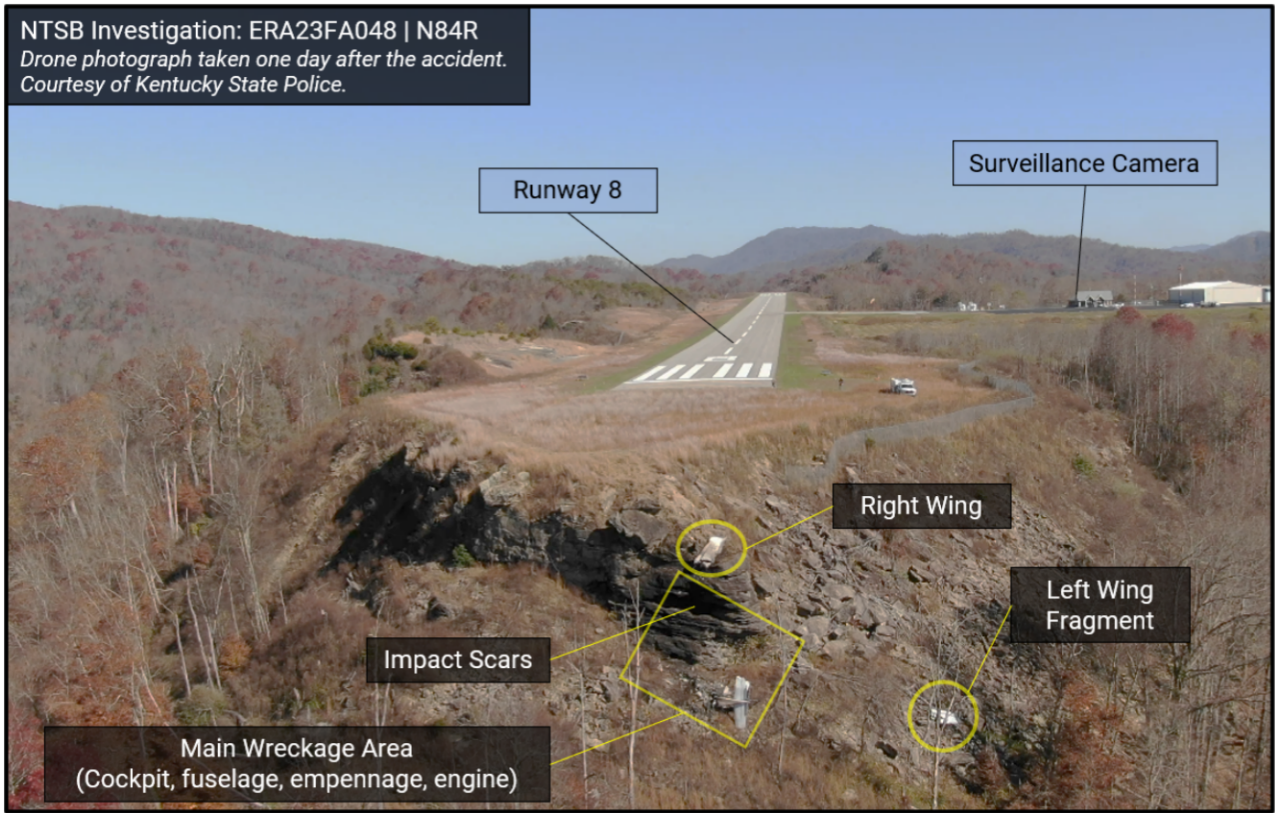 NTSB Investigation: ERA23FA048 | N84R
Drone photograph taken one day after the accident.
Courtesy of Kentucky State Police.
Surveillance Camera
Runway 8
Right Wing
Left Wing
Fragment
Impact Scars
Main Wreckage Area
(Cockpit, fuselage, empennage, engine)